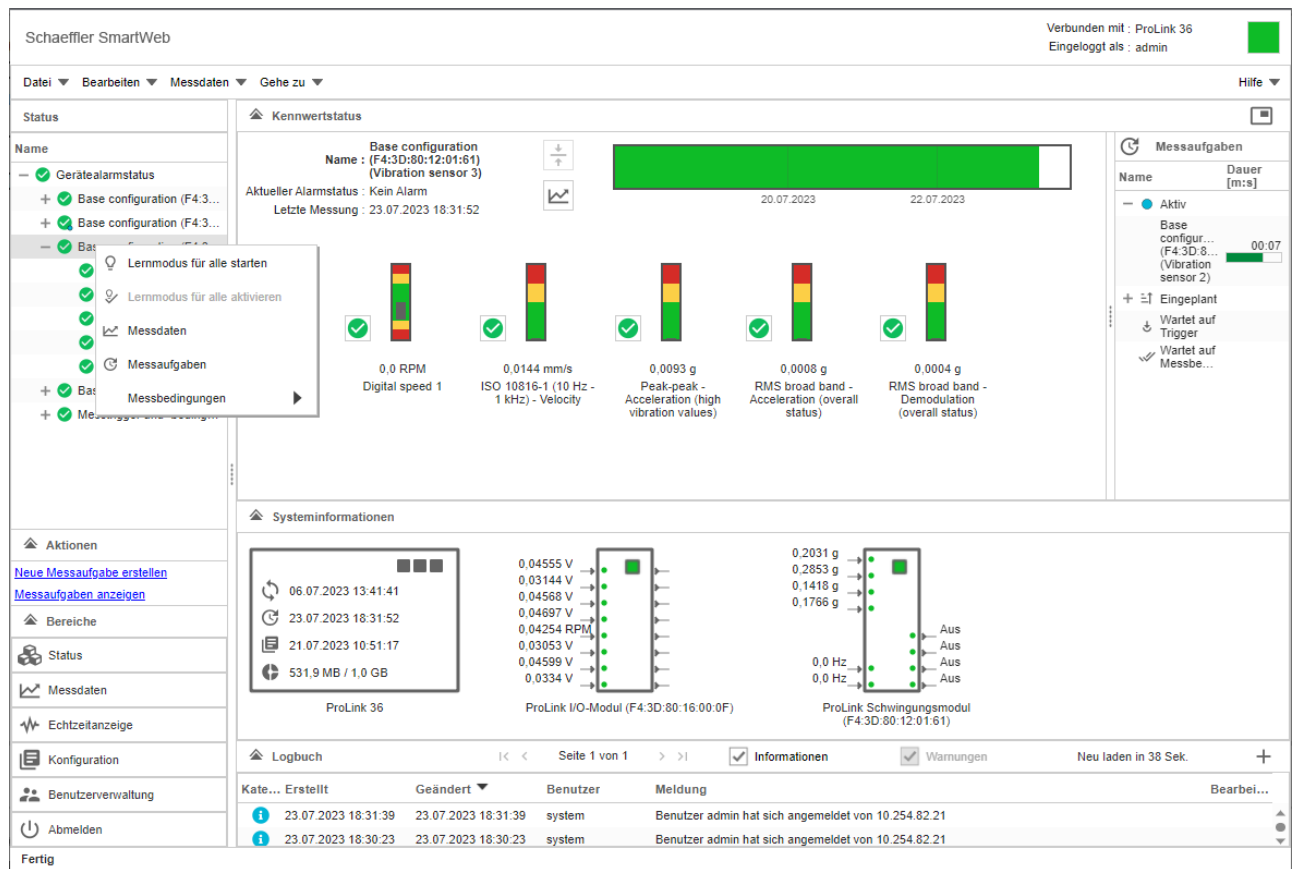 Schaeffler SmartWeb
Verbunden mit : ProLink 36
Eingeloggt als : admin
Datei Bearbeiten Messdaten Gehe zu
Hilfe
Status
Name
Gerätealarmstatus
Base configuration (F4:3...
Base configuration (F4:3...
Lernmodus für alle starten
Lernmodus für alle aktivieren
Messdaten
Messaufgaben
Messbedingungen
Aktionen
Neue Messaufgabe erstellen
Messaufgaben anzeigen
Bereiche
Status
Messdaten
Echtzeitanzeige
Konfiguration
Benutzerverwaltung
Abmelden
Fertig
Kennwertstatus
Name : Base configuration
(F4:3D:80:12:01:61)
(Vibration sensor 3)
Aktueller Alarmstatus : Kein Alarm
Letzte Messung : 23.07.2023 18:31:52
20.07.2023
22.07.2023
0,0 RPM
Digital speed 1
0,0144 mm/s
ISO 10816-1 (10 Hz -
1 kHz) - Velocity
0,0093 g
Peak-peak -
Acceleration (high
vibration values)
0,0008 g
RMS broad band -
Acceleration (overall
status)
0,0004 g
RMS broad band -
Demodulation
(overall status)
Messaufgaben
Name
Dauer
[m:s]
Aktiv
Base
configur...
(F4:3D:8...
(Vibration
sensor 2)
00:07
Eingeplant
Wartet auf
Trigger
Wartet auf
Messbe...
Systeminformationen
06.07.2023 13:41:41
23.07.2023 18:31:52
21.07.2023 10:51:17
531,9 MB / 1,0 GB
ProLink 36
0,04555 V
0,03144 V
0,04568 V
0,04697 V
0,04254 RPM
0,03053 V
0,04599 V
0,0334 V
ProLink I/O-Modul (F4:3D:80:16:00:0F)
0,2031 g
0,2853 g
0,1418 g
0,1766 g
0,0 Hz
0,0 Hz
Aus
Aus
Aus
Aus
ProLink Schwingungsmodul
(F4:3D:80:12:01:61)
Logbuch
Seite 1 von 1
Informationen
Warnungen
Neu laden in 38 Sek.
Kate... Erstellt Geändert Benutzer Meldung Bearbei...
23.07.2023 18:31:39 23.07.2023 18:31:39 system Benutzer admin hat sich angemeldet von 10.254.82.21
23.07.2023 18:30:23 23.07.2023 18:30:23 system Benutzer admin hat sich angemeldet von 10.254.82.21